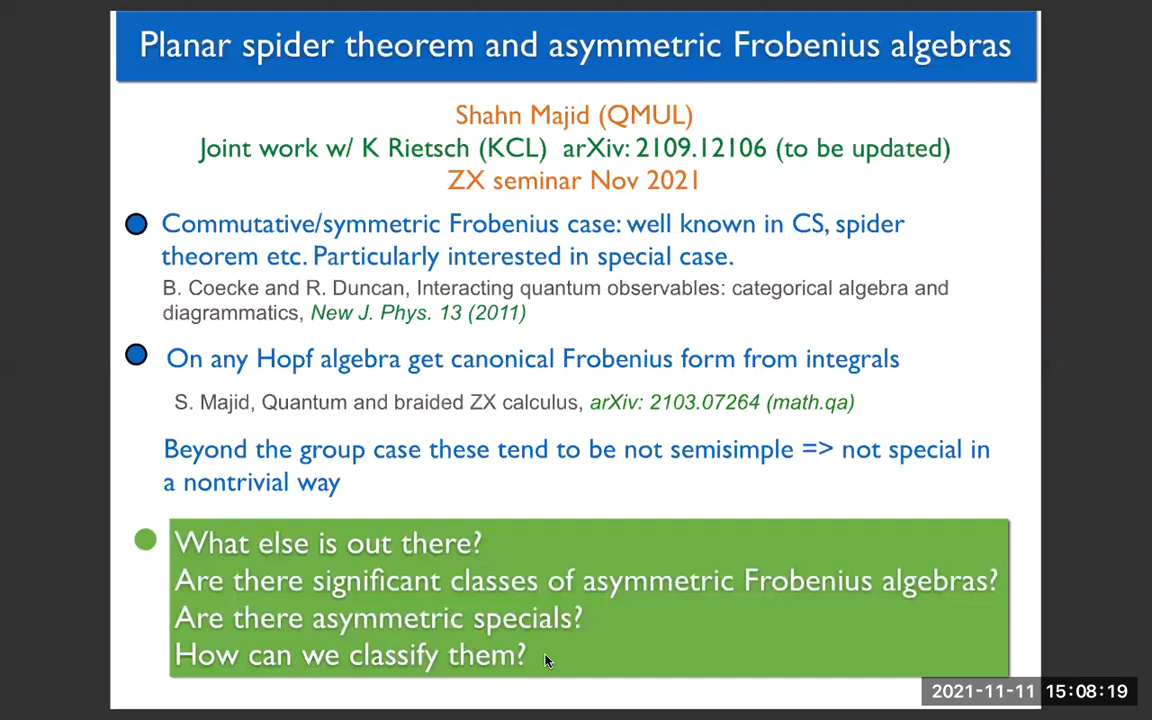 Planar spider theorem and asymmetric Frobenius algebras
Shahn Majid (QMUL)
Joint work w/ K Rietsch (KCL) arXiv: 2109.12106 (to be updated)
ZX seminar Nov 2021
Commutative/symmetric Frobenius case: well known in CS, spider
theorem etc. Particularly interested in special case.
B. Coecke and R. Duncan, Interacting quantum observables: categorical algebra and
diagrammatics, New J. Phys. 13 (2011)
On any Hopf algebra get canonical Frobenius form from integrals
S. Majid, Quantum and braided ZX calculus, arXiv: 2103.07264 (math.qa)
Beyond the group case these tend to be not semisimple => not special in
a nontrivial way
What else is out there?
Are there significant classes of asymmetric Frobenius algebras?
Are there asymmetric specials?
How can we classify them?
2021-11-11 15:08:19